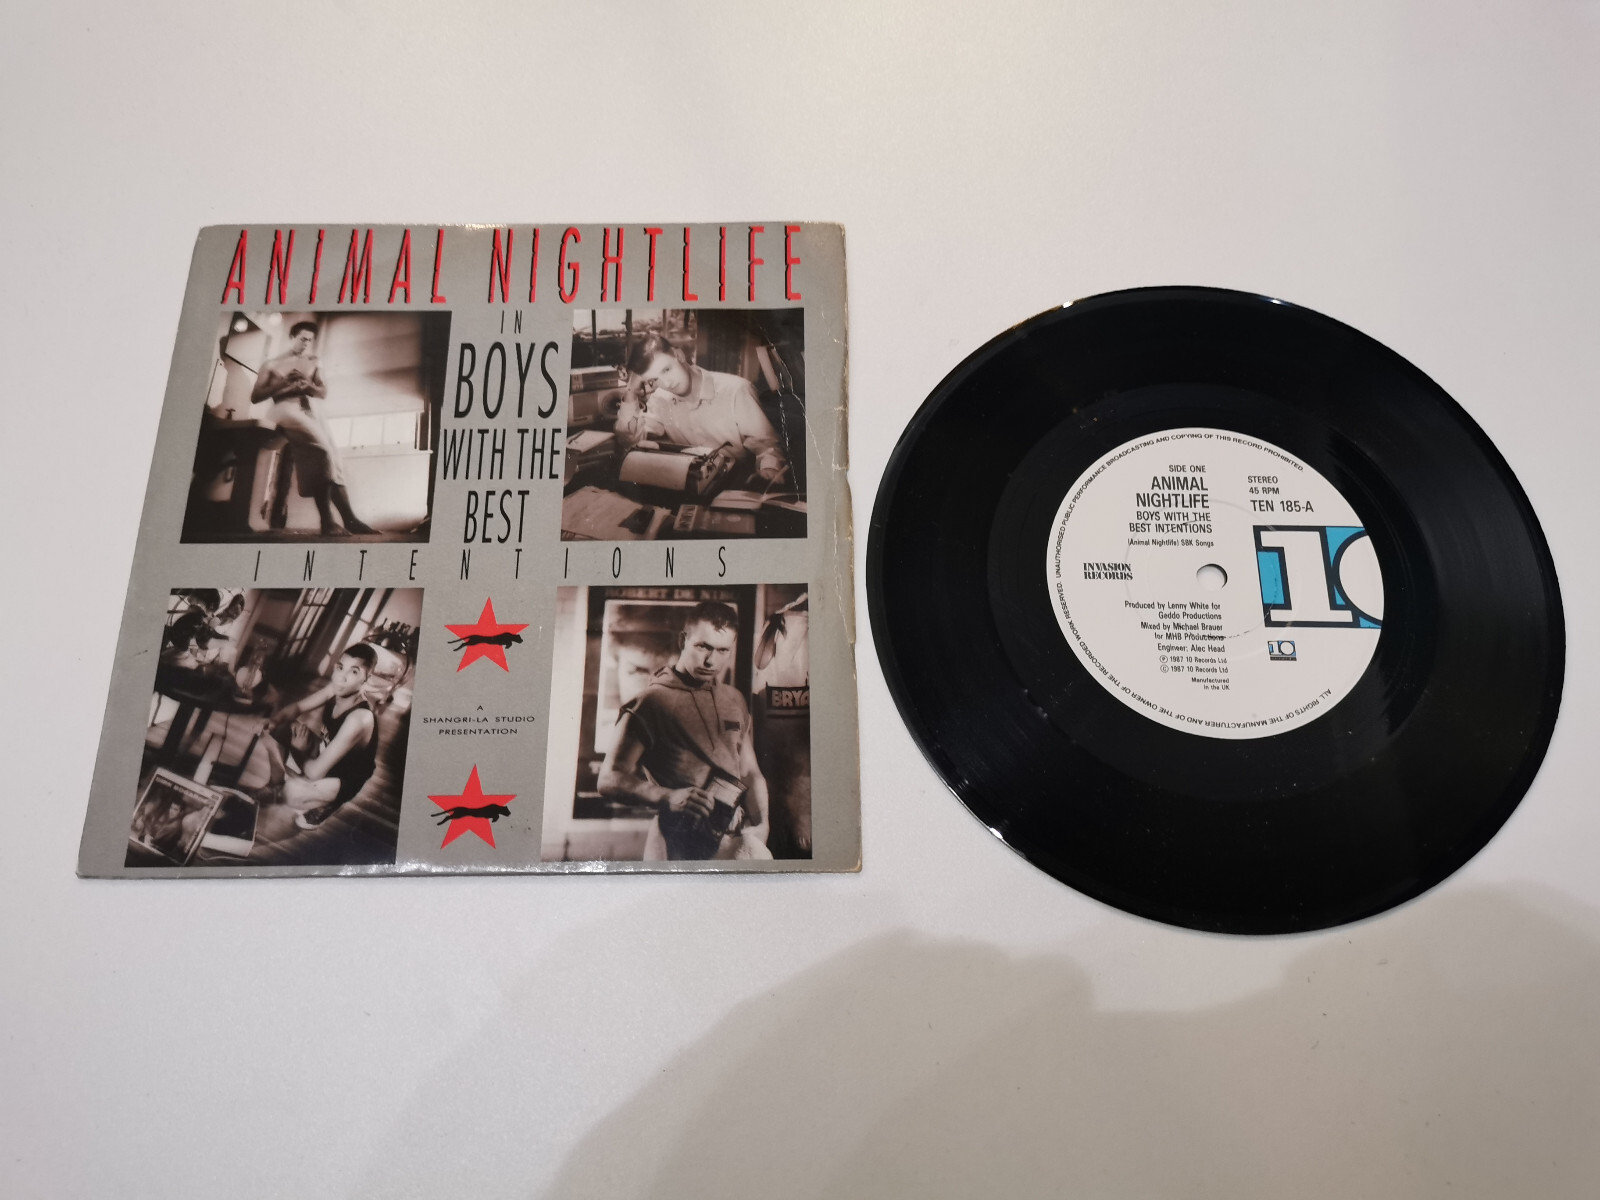 ANIMAL NIGHTLIFE
IN
BOYS
WITH THE
BEST
INTENTIONS
A
SHANGRI-LA STUDIO
PRESENTATION
ROBERT DE NIRO
BRYA
ALL RIGHTS OF THE MANUFACTURER AND OF THE OWNER OF THE RECORDED WORK RESERVED. UNAUTHORISED PUBLIC PERFORMANCE BROADCASTING AND COPYING OF THIS RECORD PROHIBITED.
SIDE ONE
ANIMAL
NIGHTLIFE
BOYS WITH THE
BEST INTENTIONS
(Animal Nightlife) SBK Songs
STEREO
45 RPM
TEN 185-A
INVASION
RECORDS
10
Produced by Lenny White for
Gaddo Productions
Mixed by Michael Brauer
for MHB Productions
Engineer: Alec Head
℗ 1987 10 Records Ltd
© 1987 10 Records Ltd
Manufactured
in the UK
10